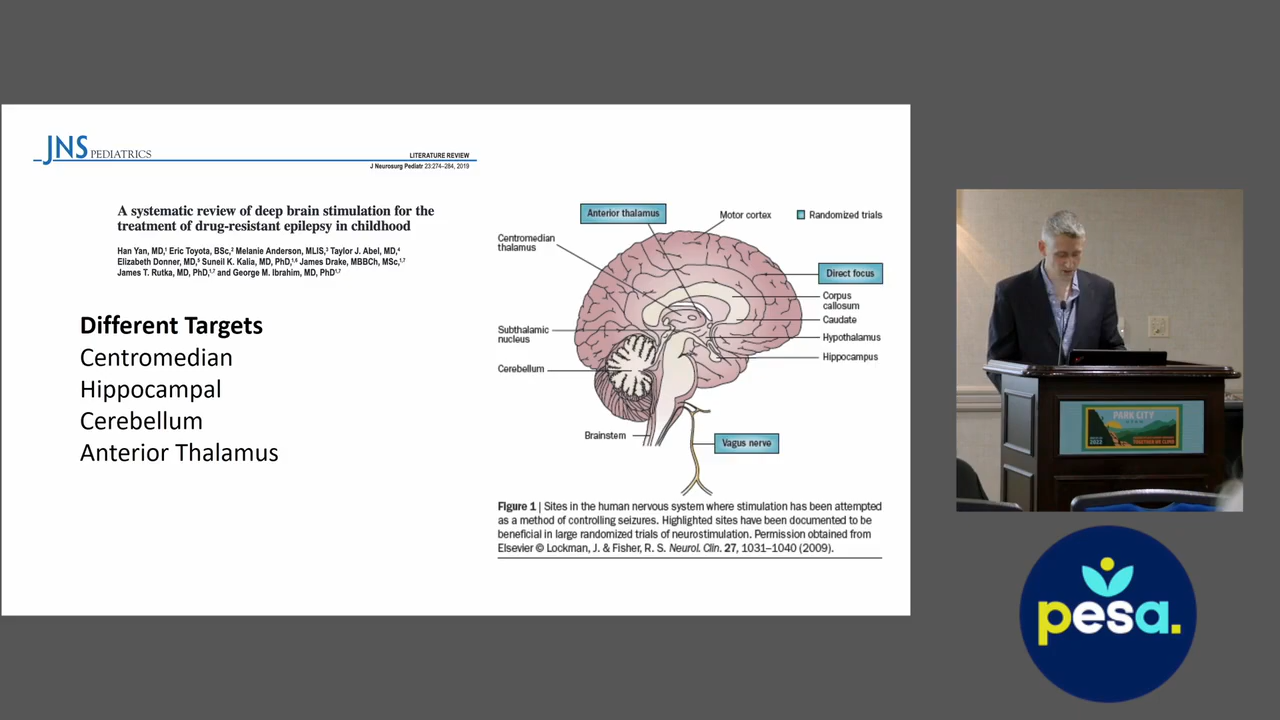 JNS PEDIATRICS
LITERATURE REVIEW
J Neurosurg Pediatr 23:274–284, 2019
A systematic review of deep brain stimulation for the
treatment of drug-resistant epilepsy in childhood
Han Yan, MD,¹ Eric Toyota, BSc,² Melanie Anderson, MLIS,³ Taylor J. Abel, MD,⁴
Elizabeth Donner, MD,⁵ Suneil K. Kalia, MD, PhD,¹,⁶ James Drake, MBBCh, MSc,¹,⁷
James T. Rutka, MD, PhD,¹,⁷ and George M. Ibrahim, MD, PhD¹,⁷
Different Targets
Centromedian
Hippocampal
Cerebellum
Anterior Thalamus
Anterior thalamus
Motor cortex
Randomized trials
Centromedian
thalamus
Direct focus
Corpus
callosum
Caudate
Subthalamic
nucleus
Hypothalamus
Hippocampus
Cerebellum
Brainstem
Vagus nerve
Figure 1 | Sites in the human nervous system where stimulation has been attempted
as a method of controlling seizures. Highlighted sites have been documented to be
beneficial in large randomized trials of neurostimulation. Permission obtained from
Elsevier © Lockman, J. & Fisher, R. S. Neurol. Clin. 27, 1031–1040 (2009).
PARK CITY
UTAH
2023
TOGETHER WE CLIMB
pesa.